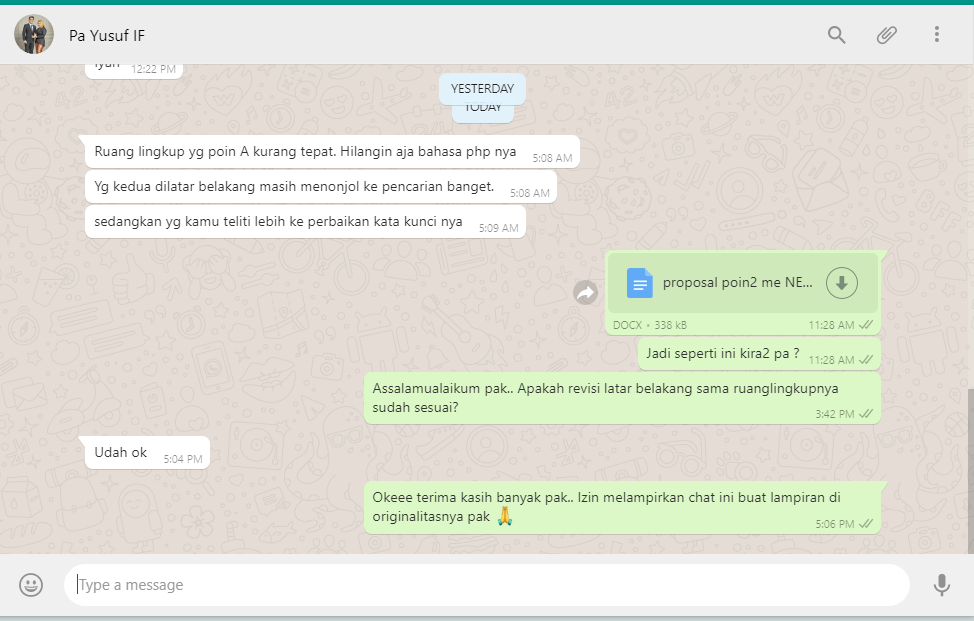 Pa Yusuf IF
iyah 12:22 PM
YESTERDAY
TODAY
Ruang lingkup yg poin A kurang tepat. Hilangin aja bahasa php nya 5:08 AM
Yg kedua dilatar belakang masih menonjol ke pencarian banget. 5:08 AM
sedangkan yg kamu teliti lebih ke perbaikan kata kunci nya 5:09 AM
proposal poin2 me NE...
DOCX • 338 kB 11:28 AM
Jadi seperti ini kira2 pa ? 11:28 AM
Assalamualaikum pak.. Apakah revisi latar belakang sama ruanglingkupnya
sudah sesuai?
3:42 PM
Udah ok 5:04 PM
Okeee terima kasih banyak pak.. Izin melampirkan chat ini buat lampiran di
originalitasnya pak 🙏
5:06 PM
Type a message